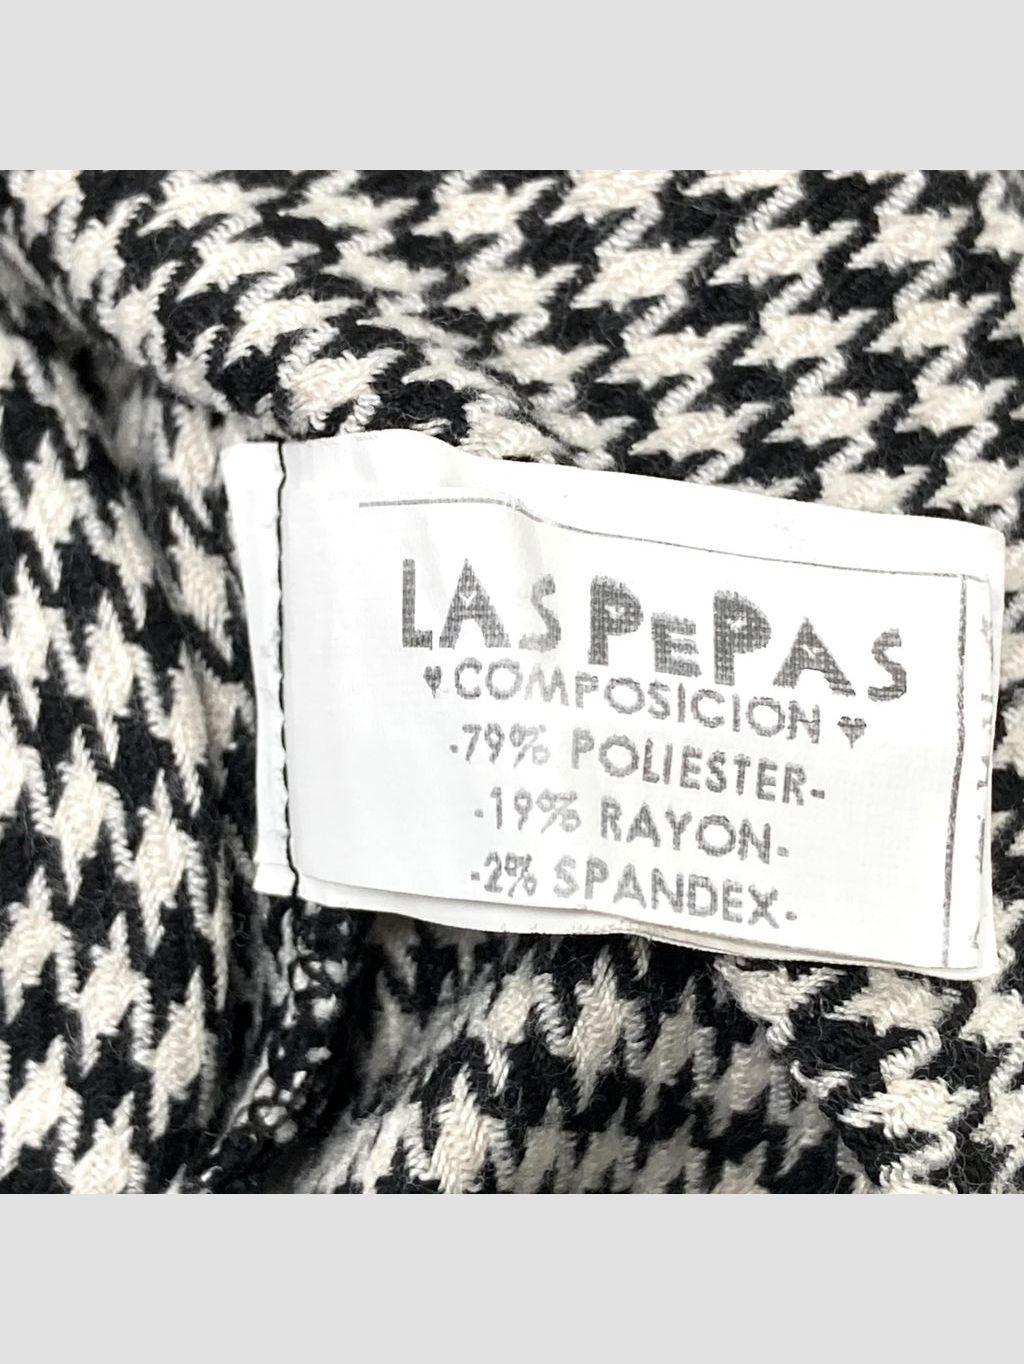 LAS PEPAS
♥ COMPOSICION ♥
-79% POLIESTER-
-19% RAYON-
-2% SPANDEX-